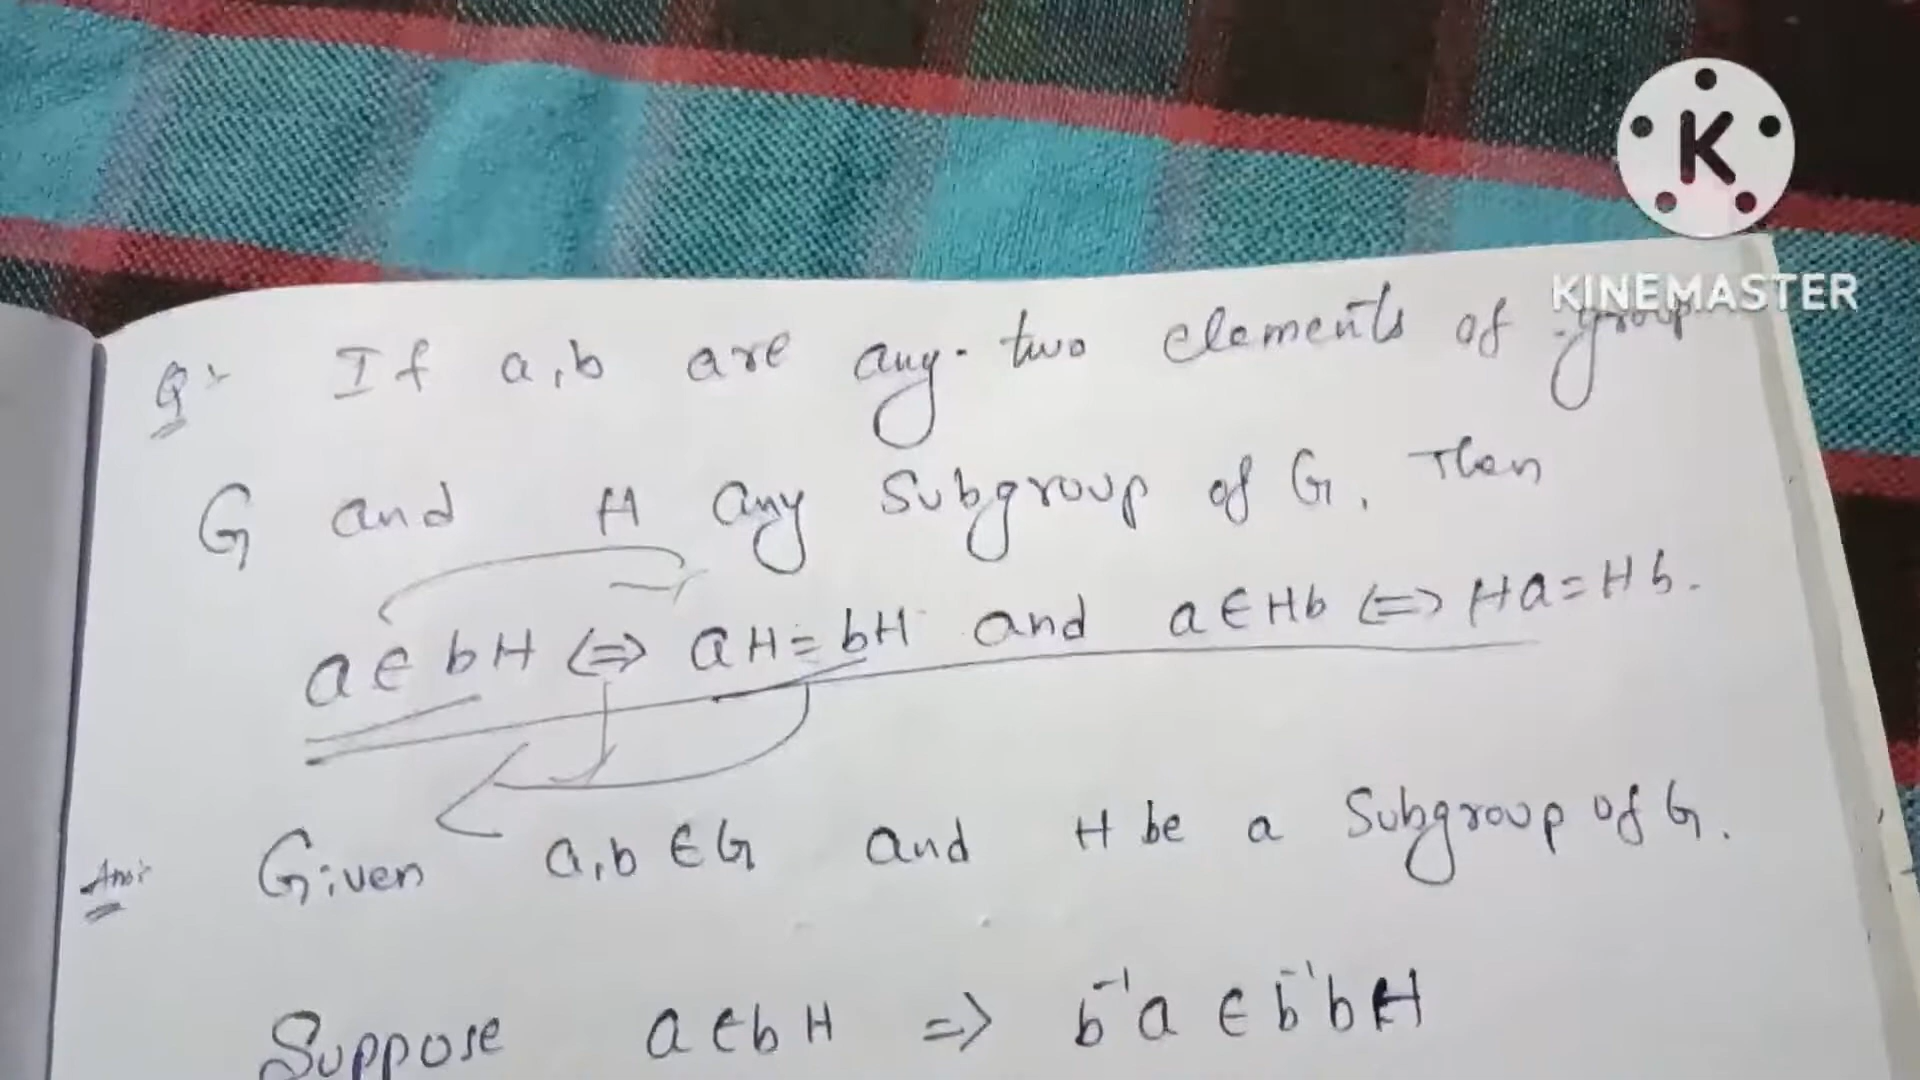 K
KINEMASTER
Q:- If a,b are any two elements of group
G and H any Subgroup of G. Then
a∈bH ⇔ aH=bH and a∈Hb ⇔ Ha=Hb.
Ans: Given a,b ∈G and H be a Subgroup of G.
Suppose a∈bH => b⁻¹a ∈ b⁻¹bH